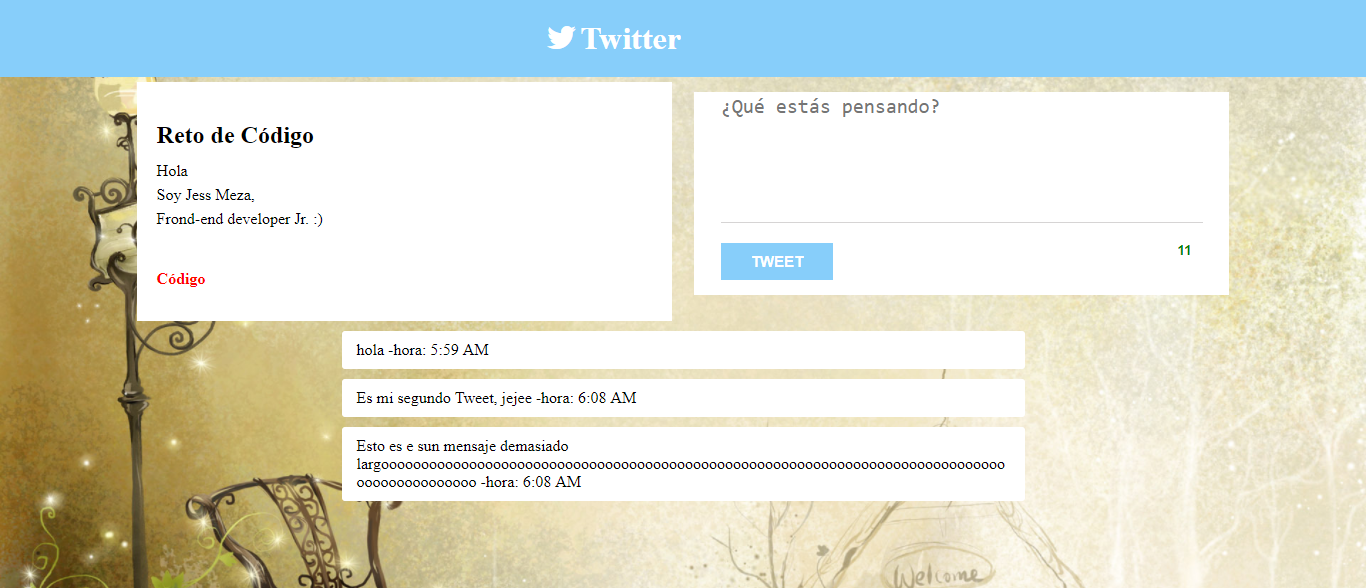 Twitter
Reto de Código
Hola
Soy Jess Meza,
Frond-end developer Jr. :)
Código
¿Qué estás pensando?
TWEET
11
hola -hora: 5:59 AM
Es mi segundo Tweet, jejee -hora: 6:08 AM
Esto es e sun mensaje demasiado
largoooooooooooooooooooooooooooooooooooooooooooooooooooooooooooooooooooooooooooooo
ooooooooooooooo -hora: 6:08 AM
Welcome